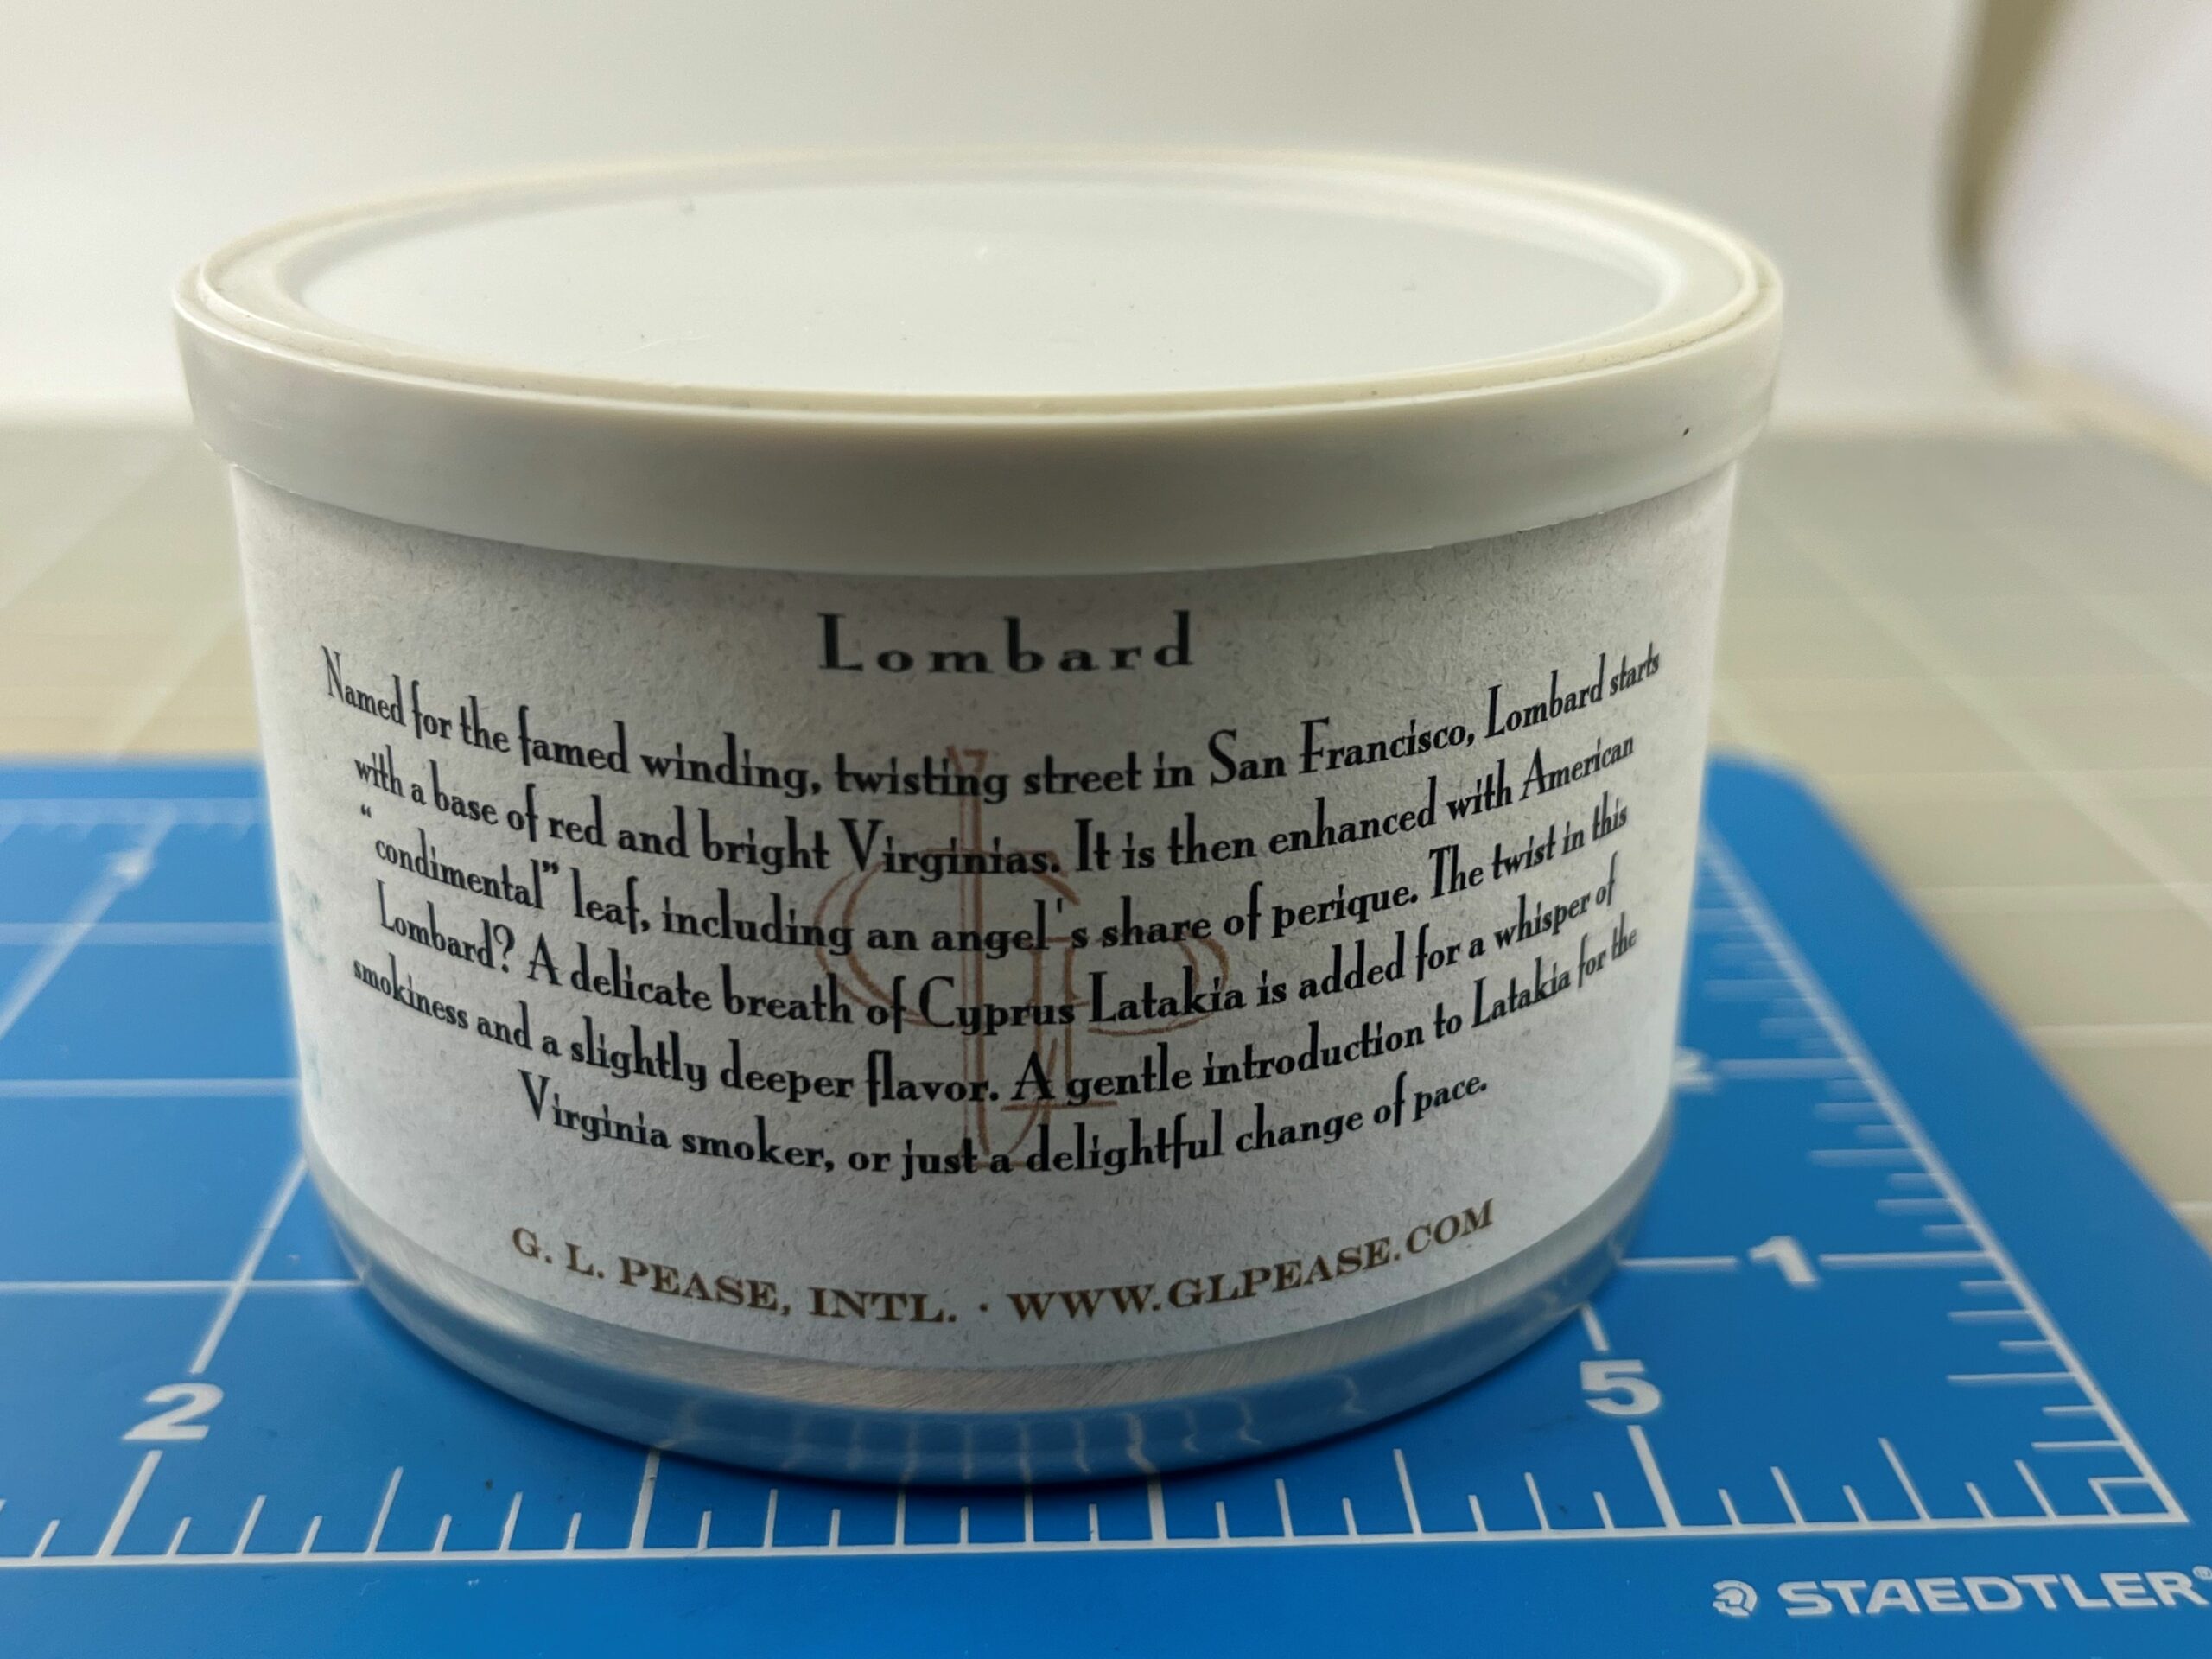 Lombard
Named for the famed winding, twisting street in San Francisco, Lombard starts
with a base of red and bright Virginias. It is then enhanced with American
“condimental” leaf, including an angel's share of perique. The twist in this
Lombard? A delicate breath of Cyprus Latakia is added for a whisper of
smokiness and a slightly deeper flavor. A gentle introduction to Latakia for the
Virginia smoker, or just a delightful change of pace.
G. L. PEASE, INTL. · WWW.GLPEASE.COM
2
1
2
5
STAEDTLER®